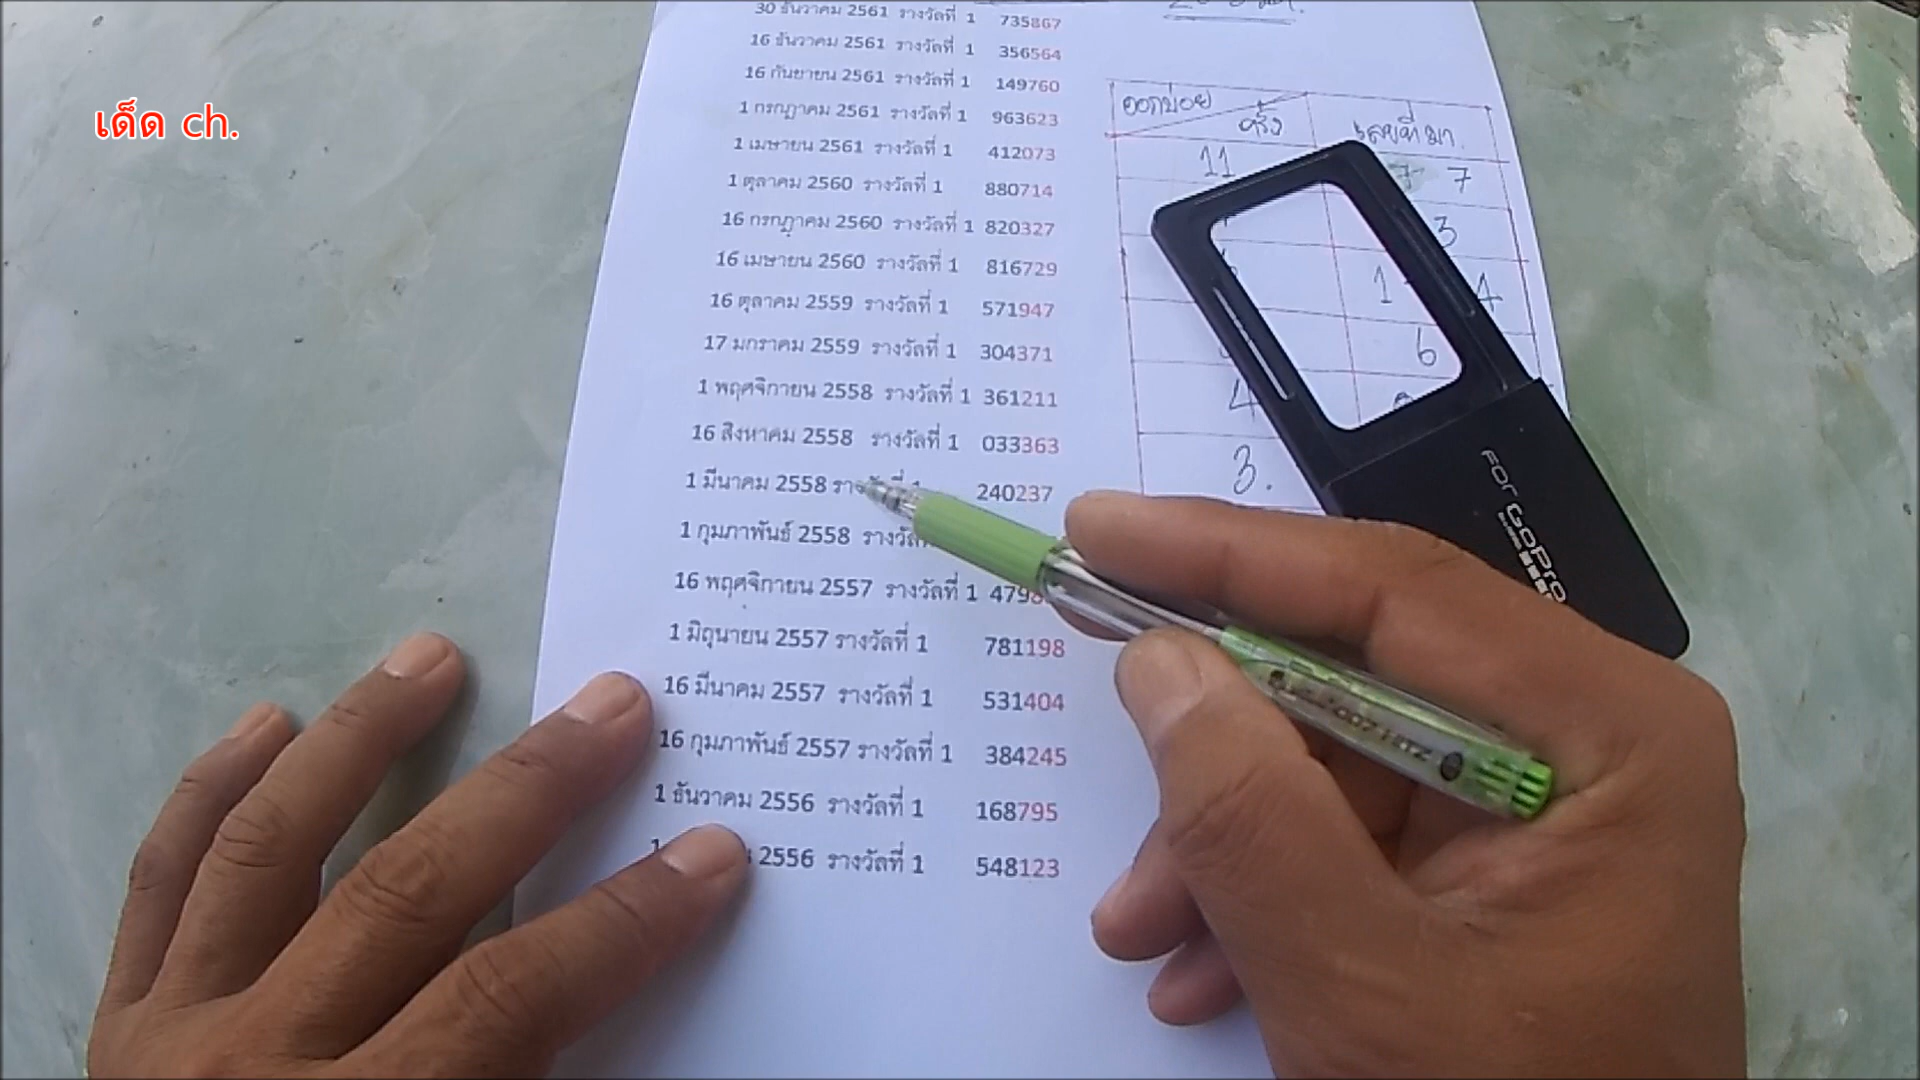 เด็ด ch.
30 ธันวาคม 2561 รางวัลที่ 1 735867
16 ธันวาคม 2561 รางวัลที่ 1 356564
16 กันยายน 2561 รางวัลที่ 1 149760
1 กรกฎาคม 2561 รางวัลที่ 1 963623
1 เมษายน 2561 รางวัลที่ 1 412073
1 ตุลาคม 2560 รางวัลที่ 1 880714
16 กรกฎาคม 2560 รางวัลที่ 1 820327
16 เมษายน 2560 รางวัลที่ 1 816729
16 ตุลาคม 2559 รางวัลที่ 1 571947
17 มกราคม 2559 รางวัลที่ 1 304371
1 พฤศจิกายน 2558 รางวัลที่ 1 361211
16 สิงหาคม 2558 รางวัลที่ 1 033363
1 มีนาคม 2558 240237
1 กุมภาพันธ์ 2558
16 พฤศจิกายน 2557 รางวัลที่ 1 479
1 มิถุนายน 2557 รางวัลที่ 1 781198
16 มีนาคม 2557 รางวัลที่ 1 531404
16 กุมภาพันธ์ 2557 รางวัลที่ 1 384245
1 ธันวาคม 2556 รางวัลที่ 1 168795
2556 รางวัลที่ 1 548123
ออกบ่อย
ครั้ง เลขที่มา.
11 7
3
1 4
6
4
3.
FOR GoPro